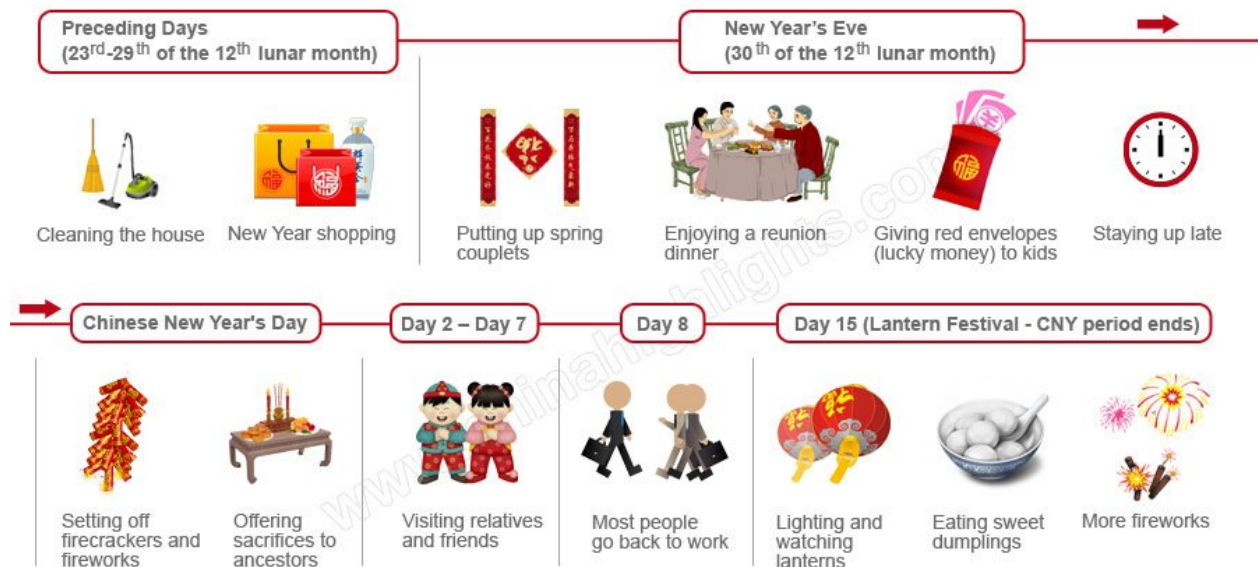 Preceding Days
(23rd-29th of the 12th lunar month)
New Year's Eve
(30th of the 12th lunar month)
Cleaning the house
New Year shopping
Putting up spring
couplets
Enjoying a reunion
dinner
Giving red envelopes
(lucky money) to kids
Staying up late
Chinese New Year's Day
Day 2 – Day 7
Day 8
Day 15 (Lantern Festival - CNY period ends)
Setting off
firecrackers and
fireworks
Offering
sacrifices to
ancestors
Visiting relatives
and friends
Most people
go back to work
Lighting and
watching
lanterns
Eating sweet
dumplings
More fireworks
福
福
福